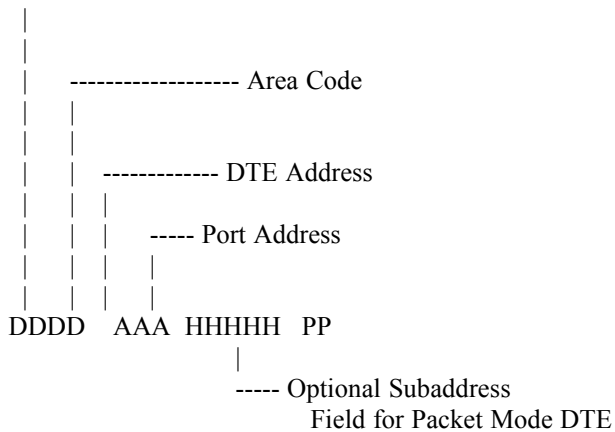 |
|
| ------------------- Area Code
| |
| |
| | ------------- DTE Address
| | |
| | | ----- Port Address
| | | |
| | | |
DDDD AAA HHHHH PP
|
----- Optional Subaddress
Field for Packet Mode DTE